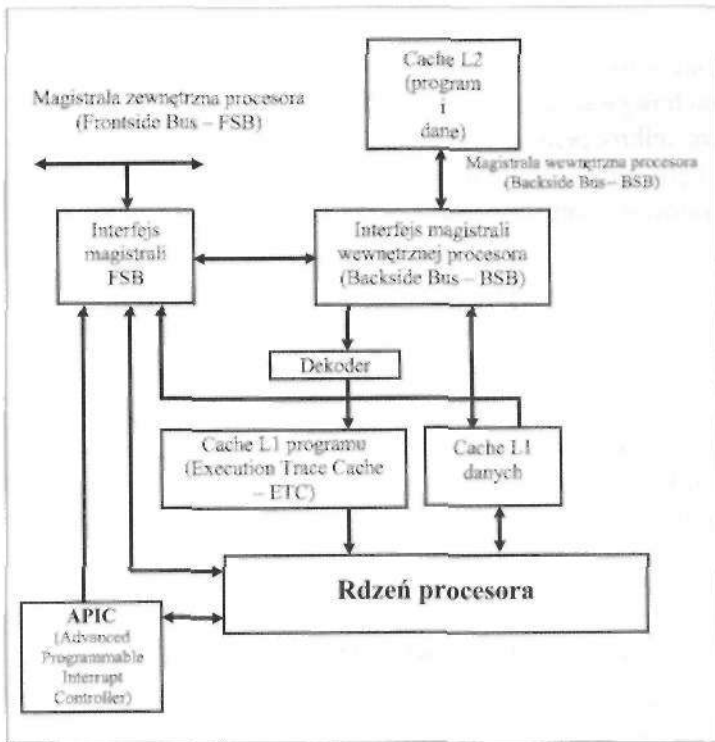 Cache L2
(program
i
dane)
Magistrala zewnętrzna procesora
(Frontside Bus – FSB)
Magistrala wewnętrzna procesora
(Backside Bus– BSB)
Interfejs
magistrali
FSB
Interfejs magistrali
wewnętrznej procesora
(Backside Bus – BSB)
Dekoder
Cache L1 programu
(Execution Trace Cache
– ETC)
Cache L1
danych
Rdzeń procesora
APIC
(Advanced
Programmable
Interrupt
Controller)